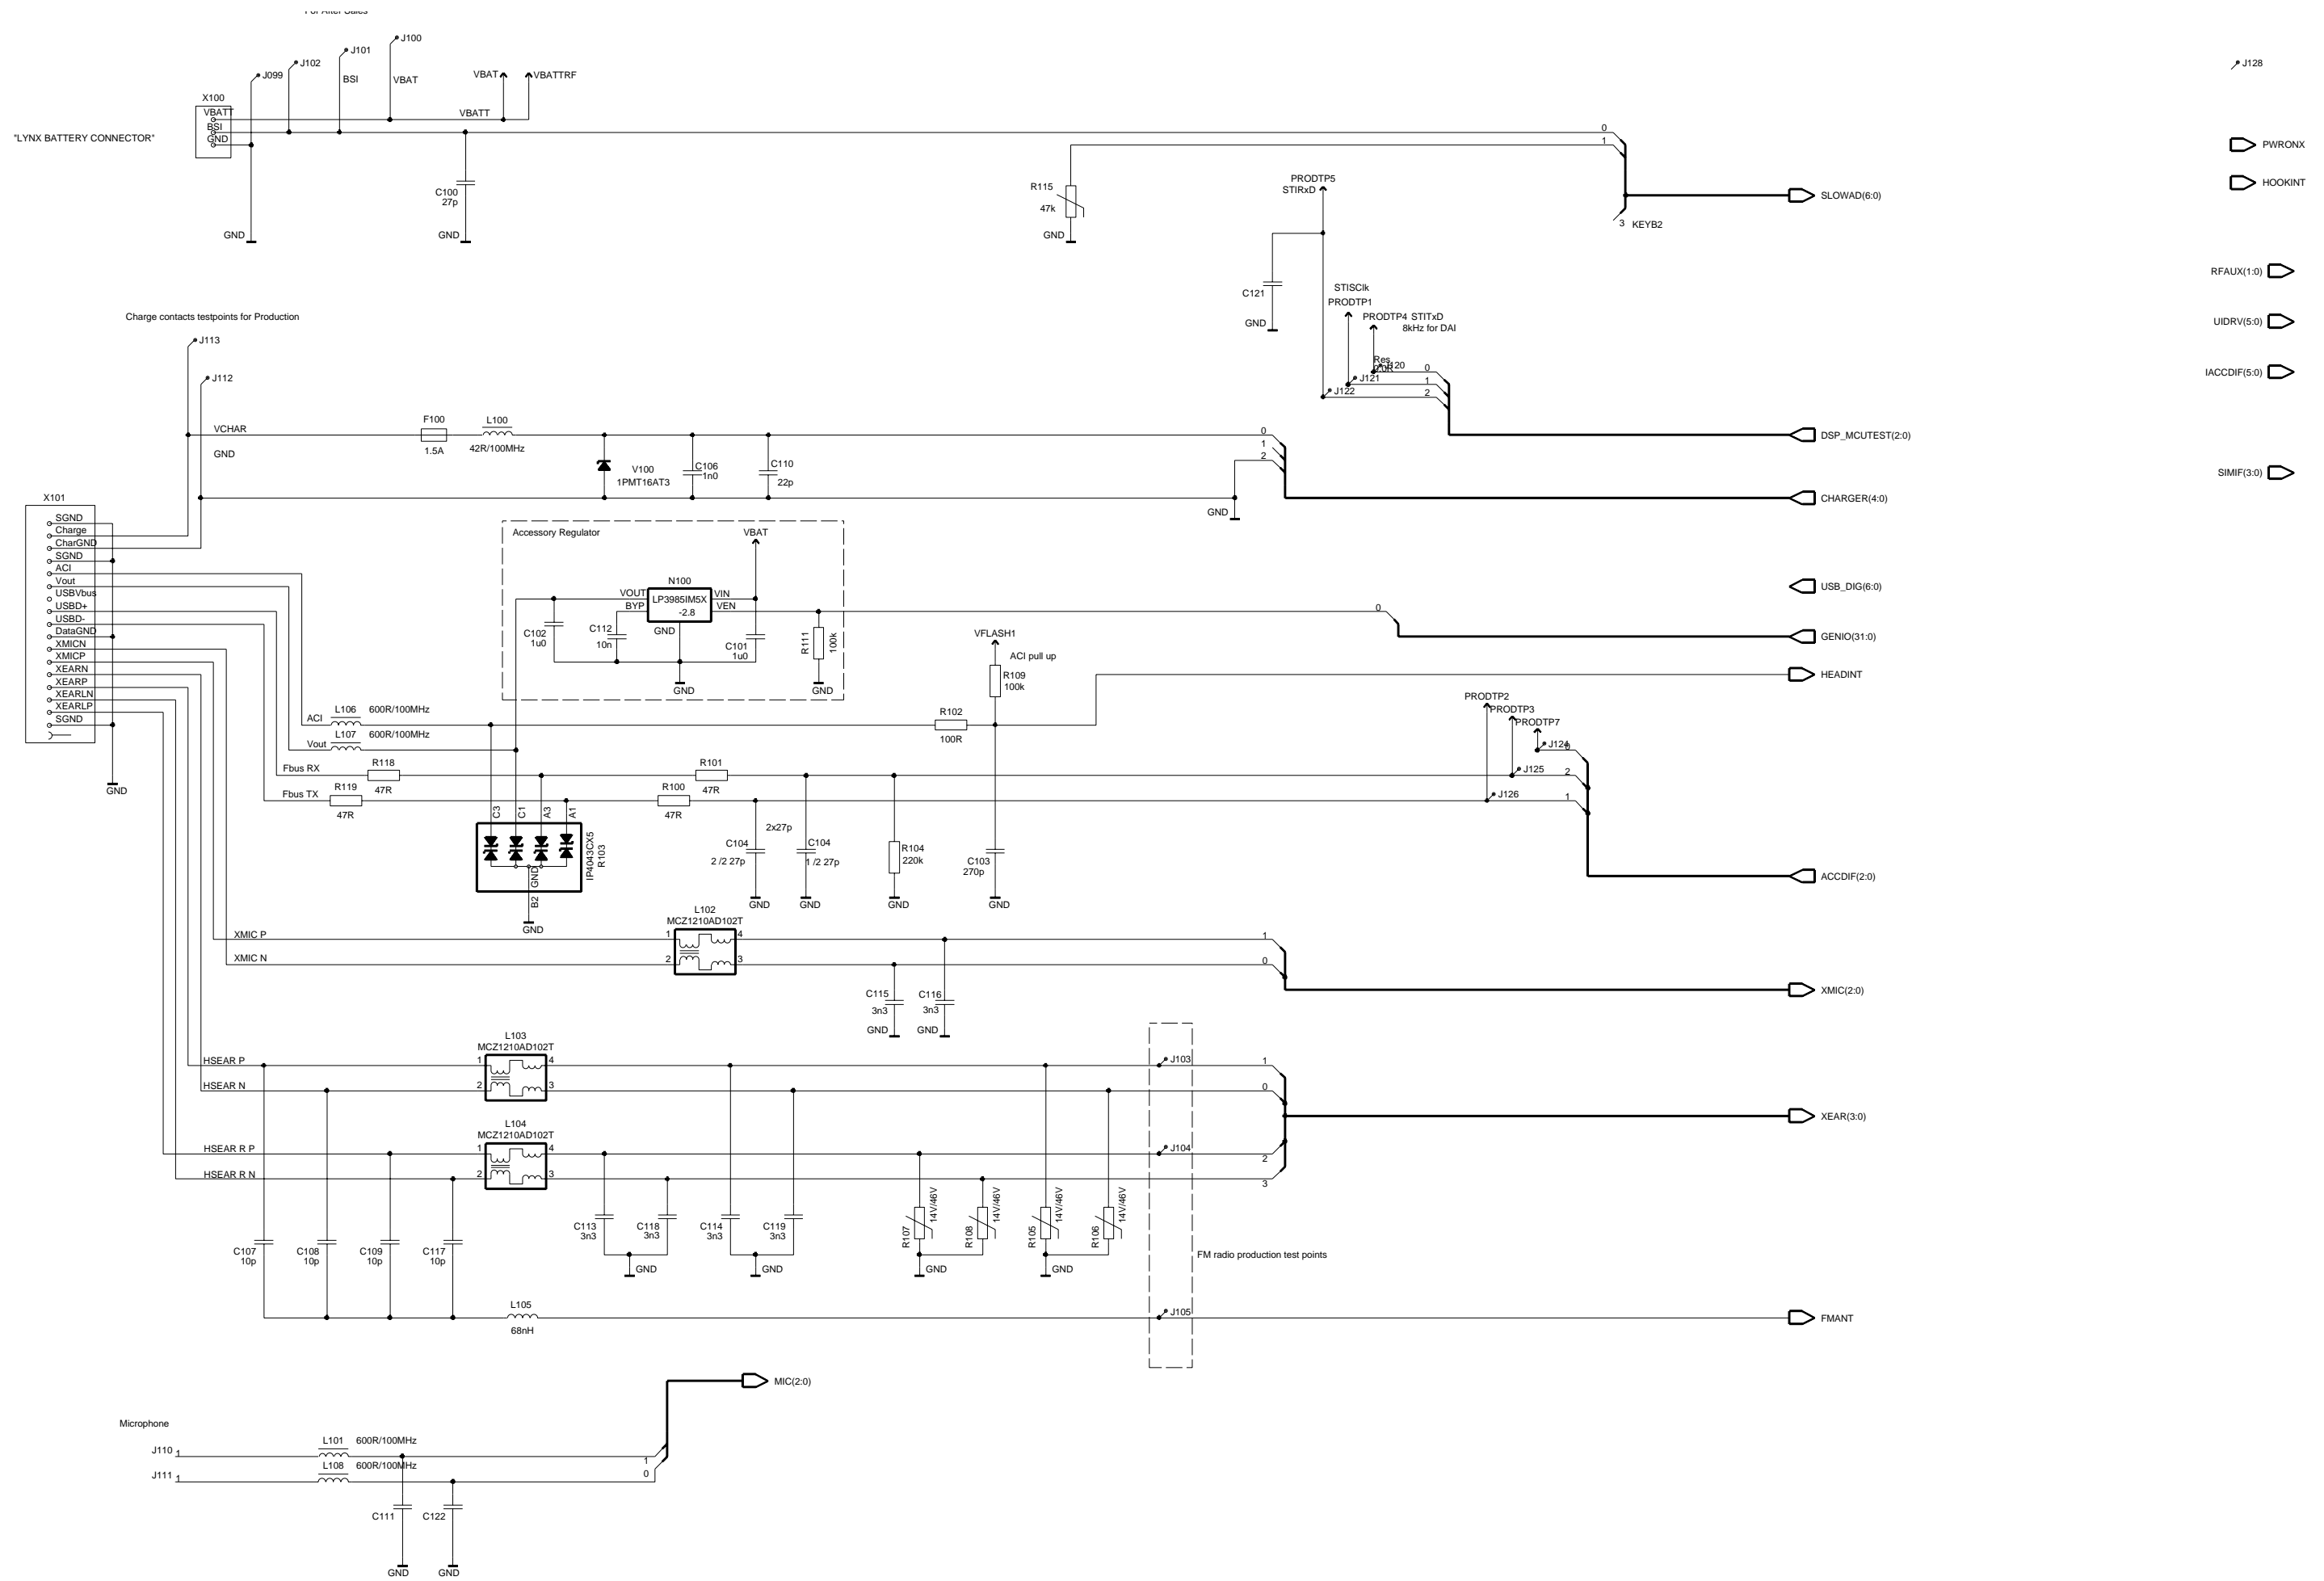 J100
J101
J102
J099
BSI
VBAT
VBAT
VBATTRF
J128
X100
VBATT
BSI
GND
VBATT
"LYNX BATTERY CONNECTOR"
0
1
PWRONX
HOOKINT
C100
27p
GND
GND
R115
47k
GND
PRODTP5
STIRxD
SLOWAD(6:0)
3
KEYB2
RFAUX(1:0)
C121
GND
STISClk
PRODTP1
PRODTP4 STITxD
8kHz for DAI
UIDRV(5:0)
Charge contacts testpoints for Production
J113
J112
Res
J120
J121
J122
0
1
2
IACCDIF(5:0)
VCHAR
GND
F100
1.5A
L100
42R/100MHz
V100
1PMT16AT3
C106
1n0
C110
22p
0
1
2
GND
DSP_MCUTEST(2:0)
SIMIF(3:0)
CHARGER(4:0)
X101
SGND
Charge
CharGND
SGND
ACI
Vout
USBVbus
USBD+
USBD-
DataGND
XMICN
XMICP
XEARN
XEARP
XEARLN
XEARLP
SGND
GND
Accessory Regulator
VBAT
N100
VOUT
LP3985IM5X
VIN
BYP
-2.8
VEN
GND
C102
1u0
C112
10n
C101
1u0
R111
100k
GND
GND
0
USB_DIG(6:0)
GENIO(31:0)
VFLASH1
ACI pull up
R109
100k
HEADINT
ACI
L106
600R/100MHz
R102
100R
Vout
L107
600R/100MHz
PRODTP2
PRODTP3
PRODTP7
J124
0
J125
2
J126
1
Fbus RX
R118
47R
R101
47R
Fbus TX
R119
47R
R100
47R
C3
C1
A3
A1
IP4043CX5
R103
GND
B2
GND
2x27p
C104
2 /2 27p
GND
C104
1 /2 27p
GND
R104
220k
GND
C103
270p
GND
ACCDIF(2:0)
L102
MCZ1210AD102T
XMIC P
1
4
1
XMIC N
2
3
0
C115
3n3
GND
C116
3n3
GND
XMIC(2:0)
L103
MCZ1210AD102T
HSEAR P
1
4
J103
1
HSEAR N
2
3
0
XEAR(3:0)
L104
MCZ1210AD102T
HSEAR R P
1
4
J104
2
HSEAR R N
2
3
3
C107
10p
C108
10p
C109
10p
C117
10p
C113
3n3
C118
3n3
GND
C114
3n3
C119
3n3
GND
R107
14V/46V
R108
14V/46V
GND
R105
14V/46V
R106
14V/46V
GND
FM radio production test points
L105
68nH
J105
FMANT
MIC(2:0)
Microphone
J110
1
L101
600R/100MHz
1
J111
1
L108
600R/100MHz
0
C111
GND
C122
GND